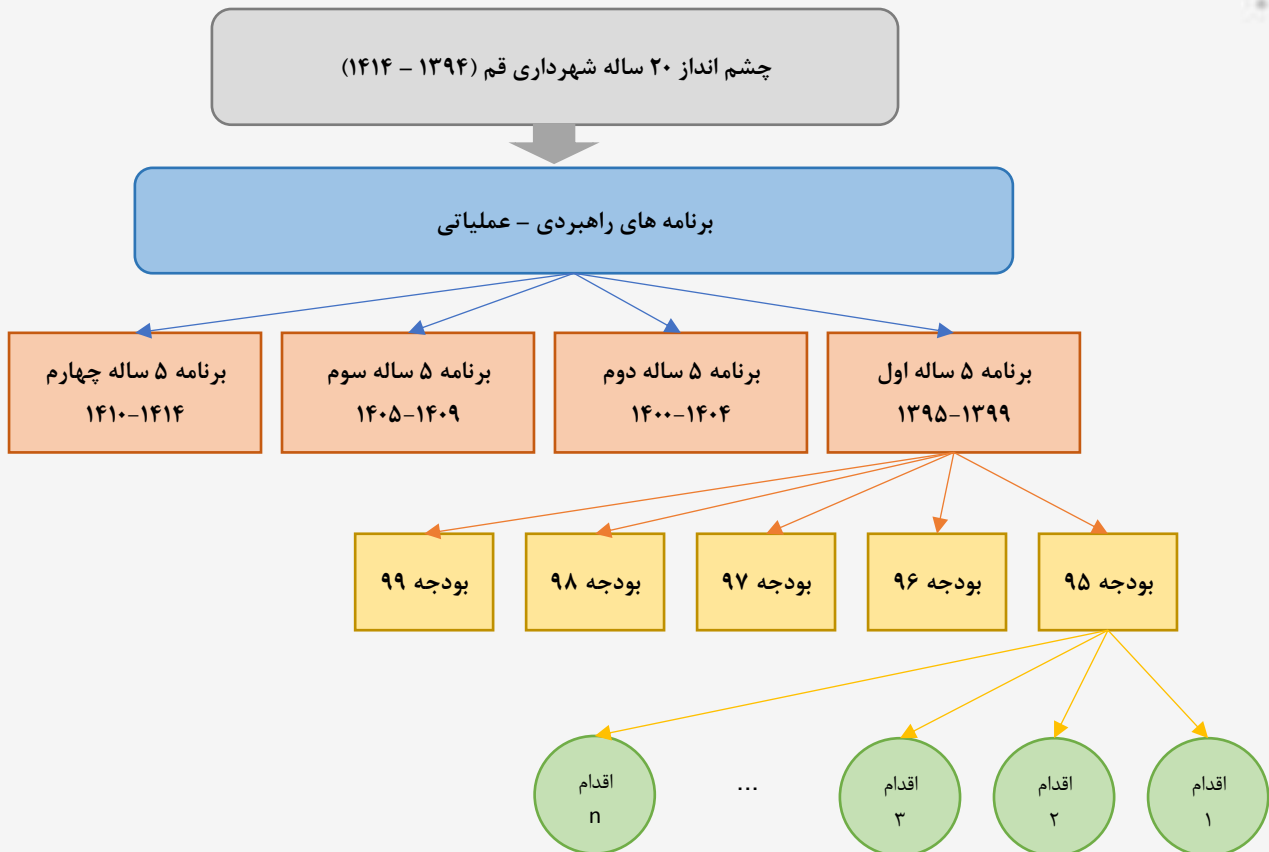 چشم انداز ۲۰ ساله شهرداری قم (۱۳۹۴ – ۱۴۱۴)
برنامه های راهبردی – عملیاتی
برنامه ۵ ساله اول
۱۳۹۵-۱۳۹۹
برنامه ۵ ساله دوم
۱۴۰۰-۱۴۰۴
برنامه ۵ ساله سوم
۱۴۰۵-۱۴۰۹
برنامه ۵ ساله چهارم
۱۴۱۰-۱۴۱۴
بودجه ۹۵
بودجه ۹۶
بودجه ۹۷
بودجه ۹۸
بودجه ۹۹
اقدام
۱
اقدام
۲
اقدام
۳
...
اقدام
n